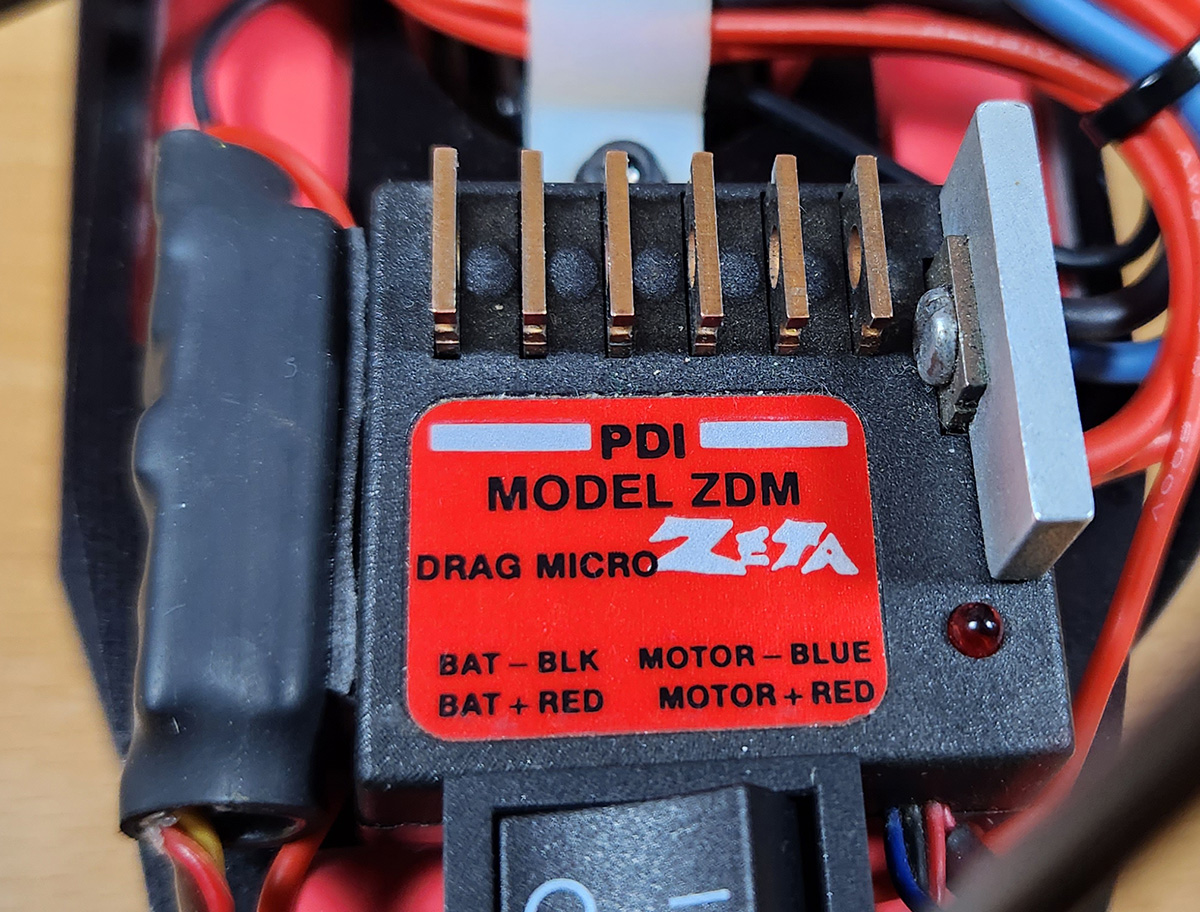 PDI
MODEL ZDM
DRAG MICRO ZETA
BAT – BLK MOTOR – BLUE
BAT + RED MOTOR + RED
O –